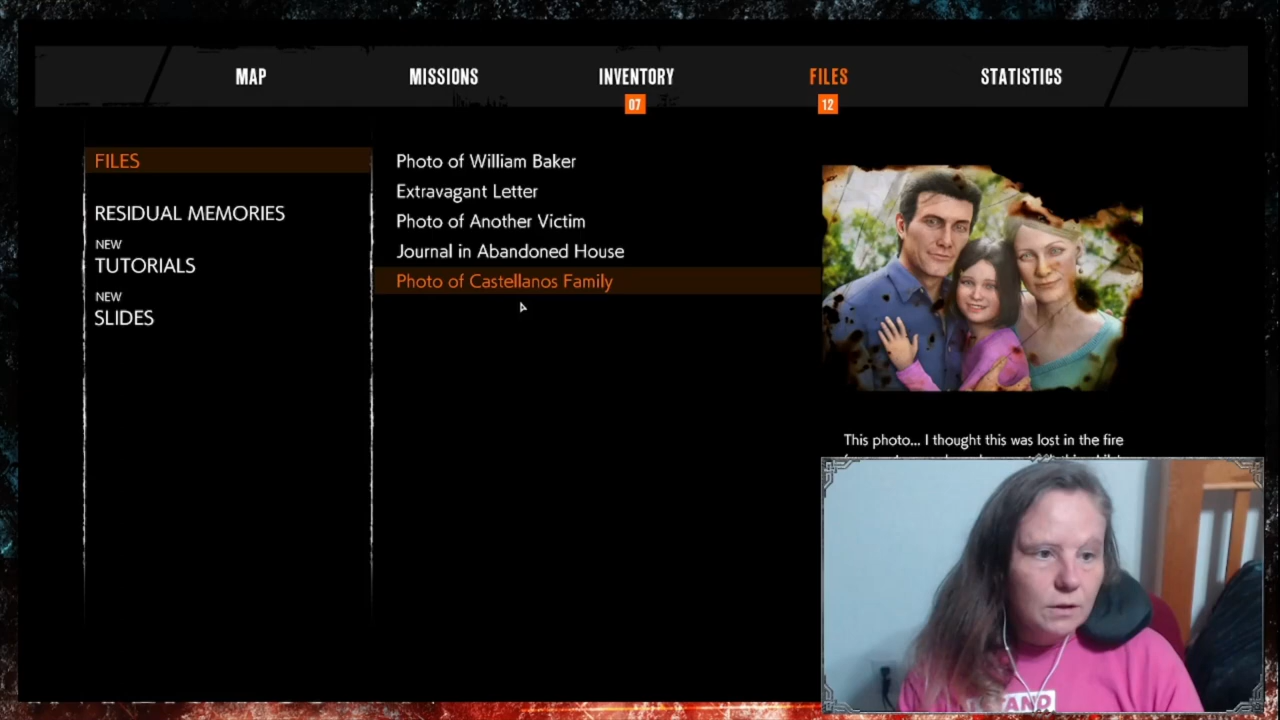 MAP MISSIONS INVENTORY FILES STATISTICS
07 12
FILES
RESIDUAL MEMORIES
NEW
TUTORIALS
NEW
SLIDES
Photo of William Baker
Extravagant Letter
Photo of Another Victim
Journal in Abandoned House
Photo of Castellanos Family
This photo... I thought this was lost in the fire
AND